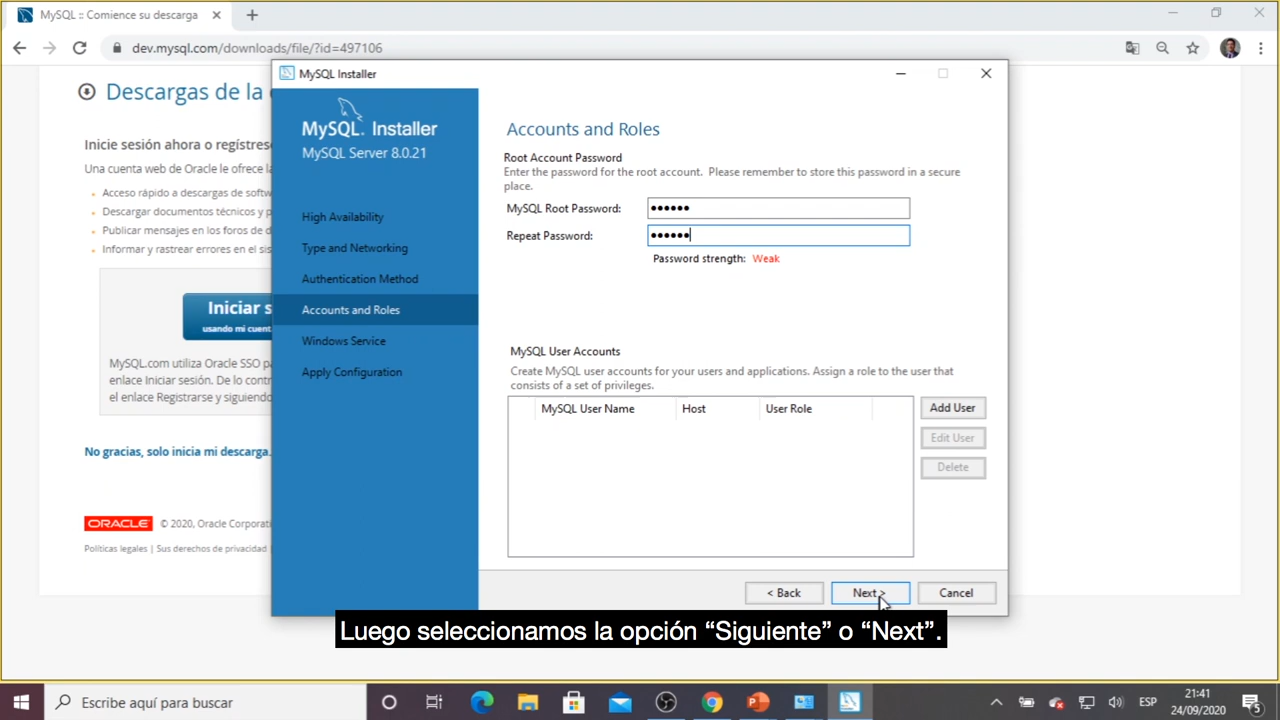 MySQL :: Comience su descarga
dev.mysql.com/downloads/file/?id=497106
Descargas de la
Inicie sesión ahora o regístrese
Una cuenta web de Oracle le ofrece la
Acceso rápido a descargas de softw
Descargar documentos técnicos y p
Publicar mensajes en los foros de d
Informar y rastrear errores en el sis
Iniciar s
usando mi cuent
MySQL.com utiliza Oracle SSO pa
enlace Iniciar sesión. De lo contr
el enlace Registrarse y siguiendo
No gracias, solo inicia mi descarga.
ORACLE © 2020, Oracle Corporati
Políticas legales | Sus derechos de privacidad |
MySQL Installer
MySQL. Installer
MySQL Server 8.0.21
High Availability
Type and Networking
Authentication Method
Accounts and Roles
Windows Service
Apply Configuration
Accounts and Roles
Root Account Password
Enter the password for the root account. Please remember to store this password in a secure
place.
MySQL Root Password: ••••••
Repeat Password: ••••••
Password strength: Weak
MySQL User Accounts
Create MySQL user accounts for your users and applications. Assign a role to the user that
consists of a set of privileges.
MySQL User Name Host User Role
Add User
Edit User
Delete
< Back Next > Cancel
Luego seleccionamos la opción “Siguiente” o “Next”.
Escribe aquí para buscar
ESP
21:41
24/09/2020
5